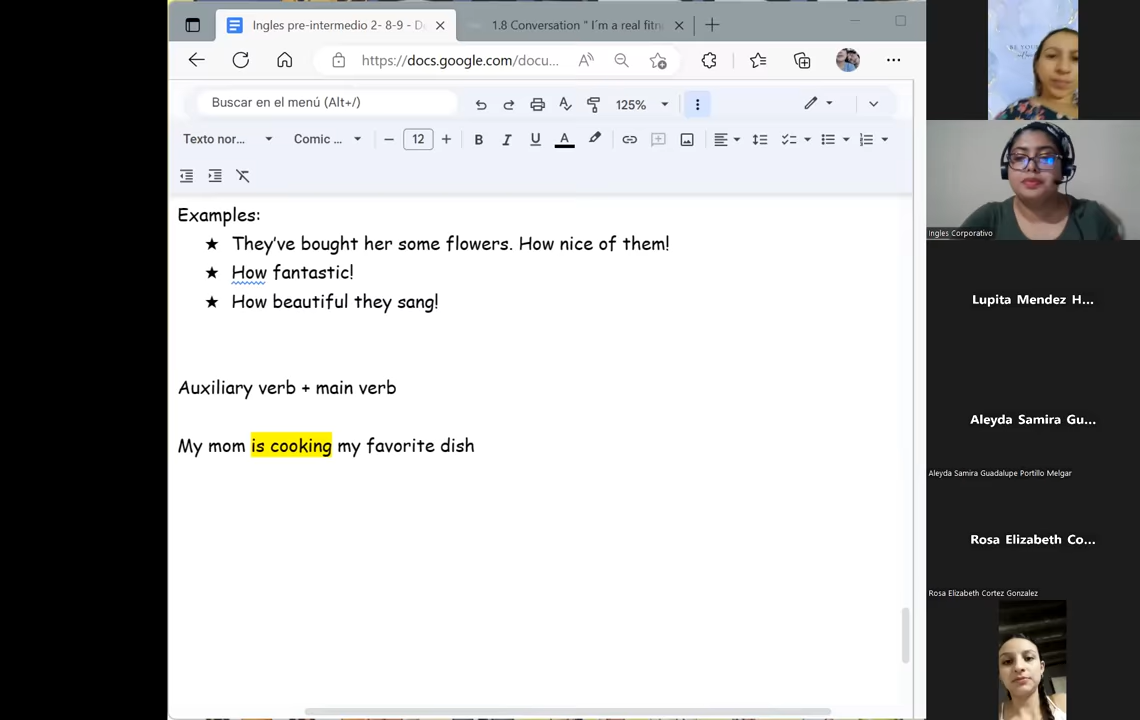 Ingles pre-intermedio 2- 8-9 - D
1.8 Conversation " I´m a real fitn
https://docs.google.com/docu...
Buscar en el menú (Alt+/)
125%
Texto nor...
Comic ...
12
B I U A
Examples:
★ They've bought her some flowers. How nice of them!
★ How fantastic!
★ How beautiful they sang!
Auxiliary verb + main verb
My mom is cooking my favorite dish
BE YOU
Ingles Corporativo
Lupita Mendez H...
Aleyda Samira Gu...
Aleyda Samira Guadalupe Portillo Melgar
Rosa Elizabeth Co...
Rosa Elizabeth Cortez Gonzalez